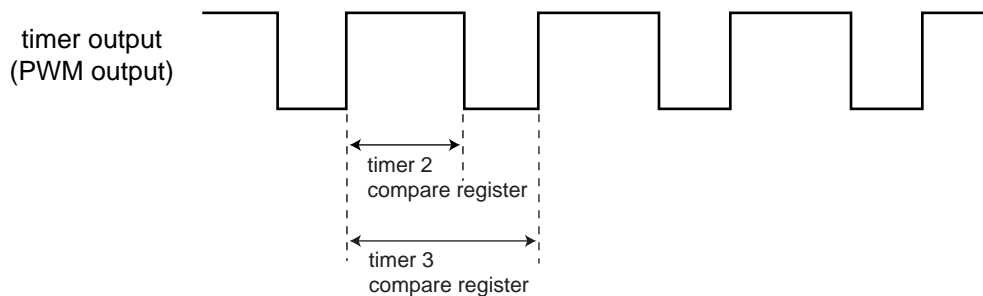 timer output
(PWM output)
timer 2
compare register
timer 3
compare register